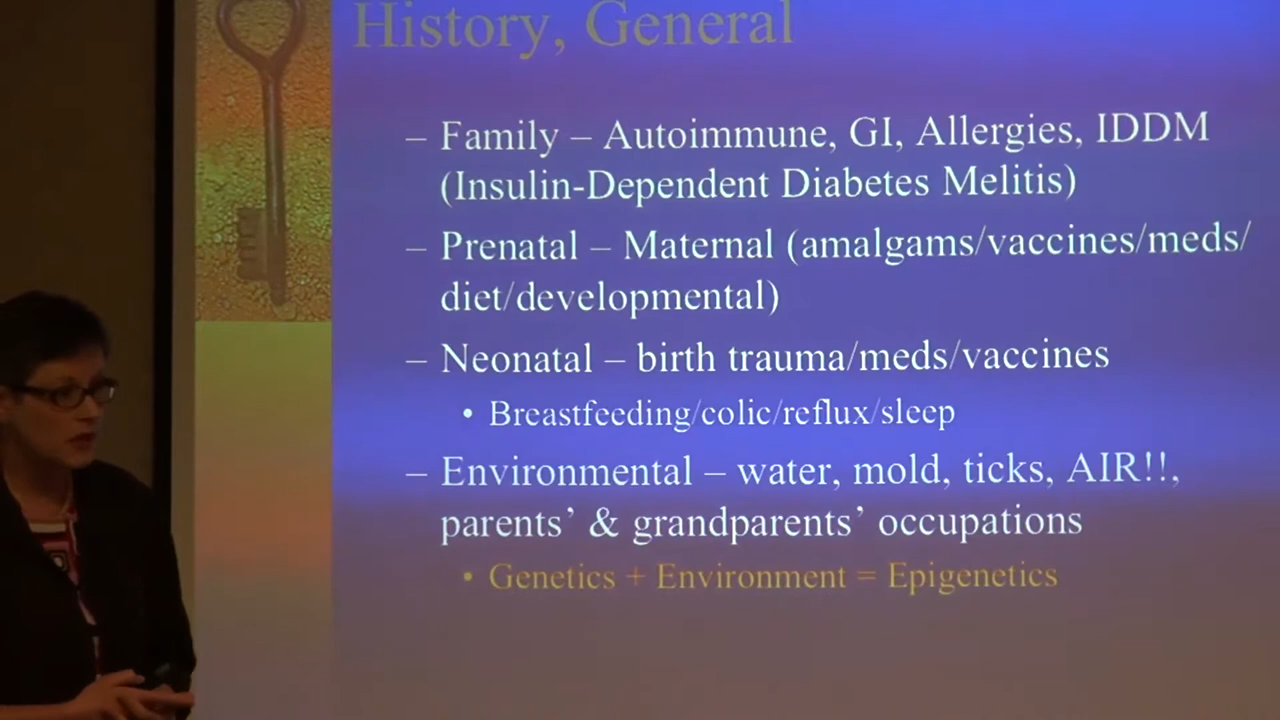 History, General
– Family – Autoimmune, GI, Allergies, IDDM
(Insulin-Dependent Diabetes Melitis)
– Prenatal – Maternal (amalgams/vaccines/meds/
diet/developmental)
– Neonatal – birth trauma/meds/vaccines
• Breastfeeding/colic/reflux/sleep
– Environmental – water, mold, ticks, AIR!!,
parents’ & grandparents’ occupations
• Genetics + Environment = Epigenetics